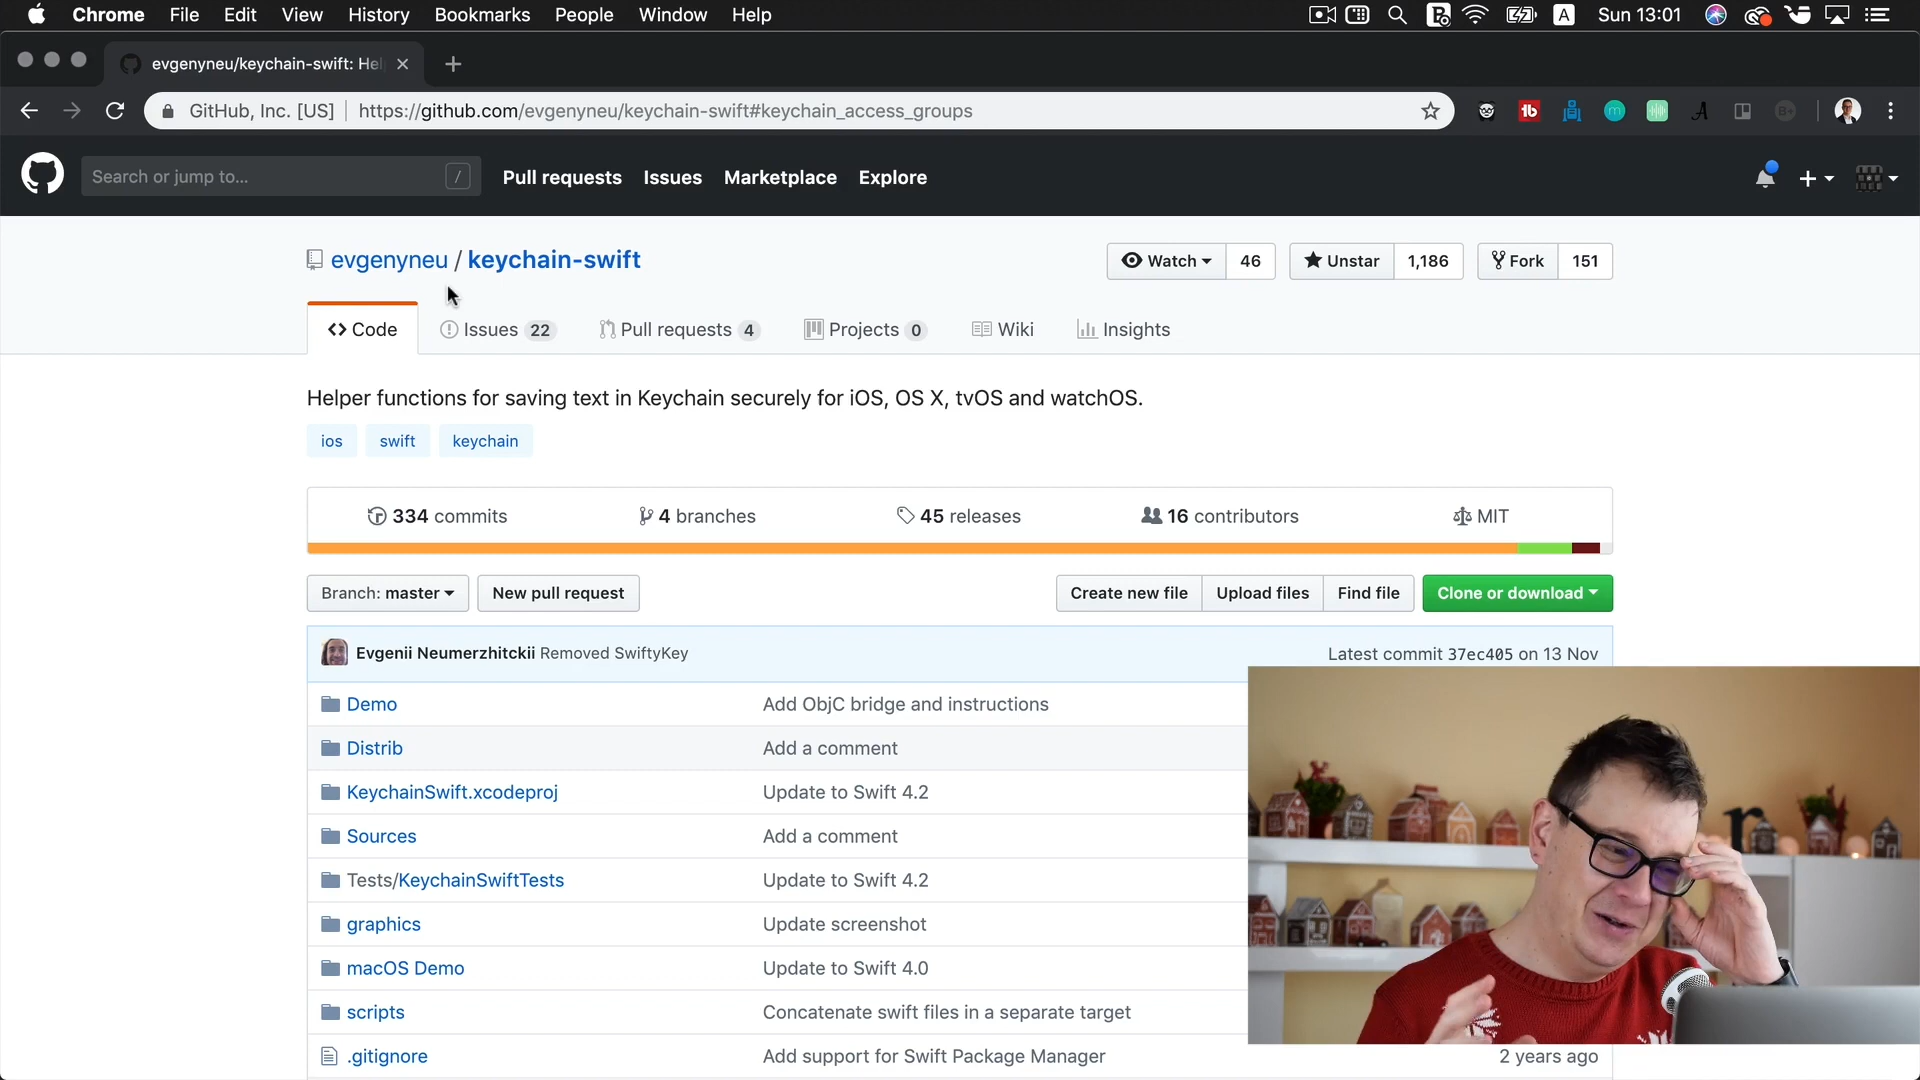 Chrome File Edit View History Bookmarks People Window Help A Sun 13:01
evgenyneu/keychain-swift: Hel
GitHub, Inc. [US] https://github.com/evgenyneu/keychain-swift#keychain_access_groups
Search or jump to... / Pull requests Issues Marketplace Explore
evgenyneu / keychain-swift Watch 46 Unstar 1,186 Fork 151
Code Issues 22 Pull requests 4 Projects 0 Wiki Insights
Helper functions for saving text in Keychain securely for iOS, OS X, tvOS and watchOS.
ios swift keychain
334 commits 4 branches 45 releases 16 contributors MIT
Branch: master New pull request Create new file Upload files Find file Clone or download
Evgenii Neumerzhitckii Removed SwiftyKey Latest commit 37ec405 on 13 Nov
Demo Add ObjC bridge and instructions
Distrib Add a comment
KeychainSwift.xcodeproj Update to Swift 4.2
Sources Add a comment
Tests/KeychainSwiftTests Update to Swift 4.2
graphics Update screenshot
macOS Demo Update to Swift 4.0
scripts Concatenate swift files in a separate target
.gitignore Add support for Swift Package Manager 2 years ago